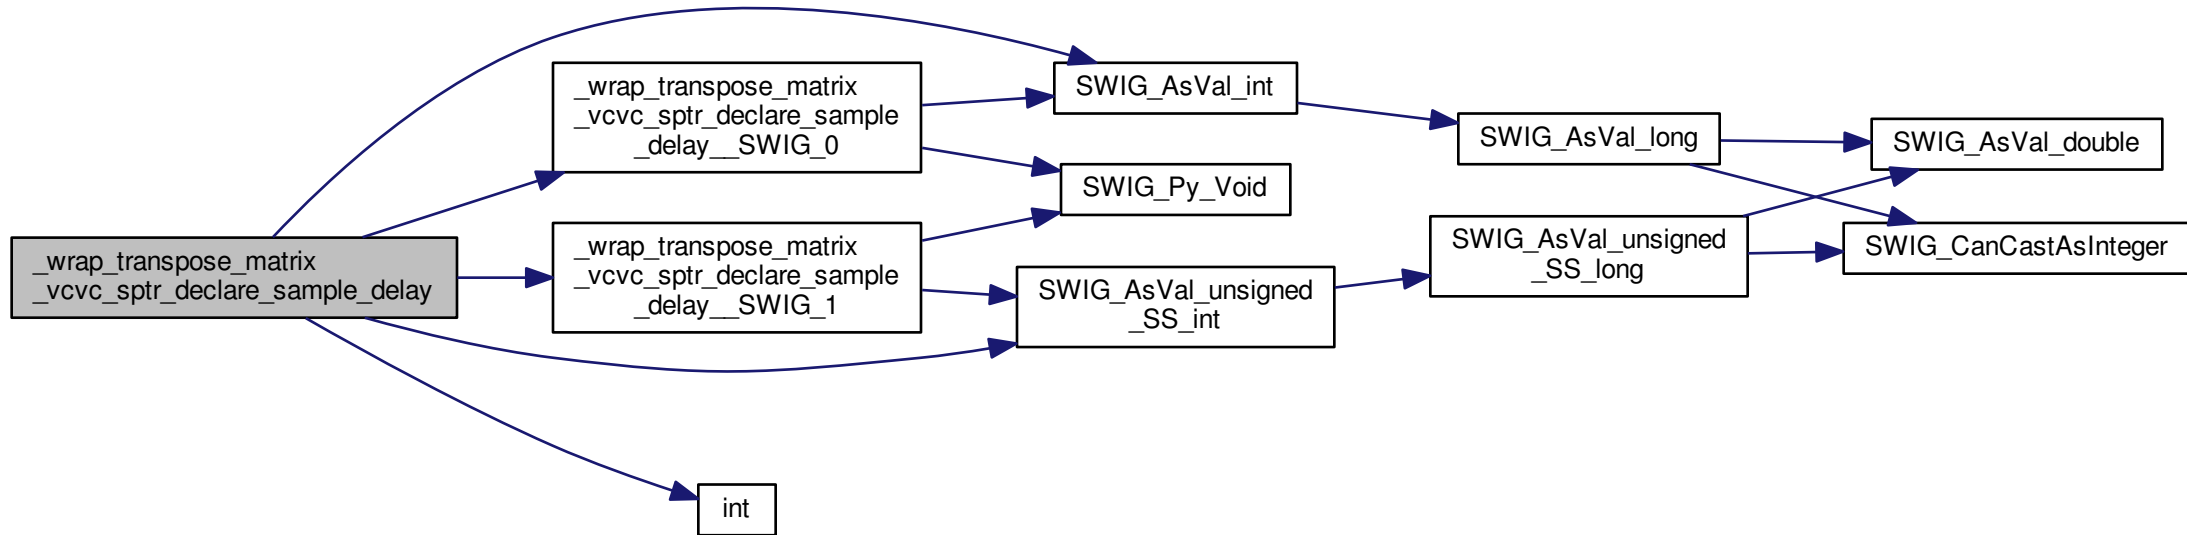 _wrap_transpose_matrix
_vcvc_sptr_declare_sample_delay
_wrap_transpose_matrix
_vcvc_sptr_declare_sample
_delay__SWIG_0
_wrap_transpose_matrix
_vcvc_sptr_declare_sample
_delay__SWIG_1
int
SWIG_AsVal_int
SWIG_Py_Void
SWIG_AsVal_unsigned
_SS_int
SWIG_AsVal_long
SWIG_AsVal_unsigned
_SS_long
SWIG_AsVal_double
SWIG_CanCastAsInteger